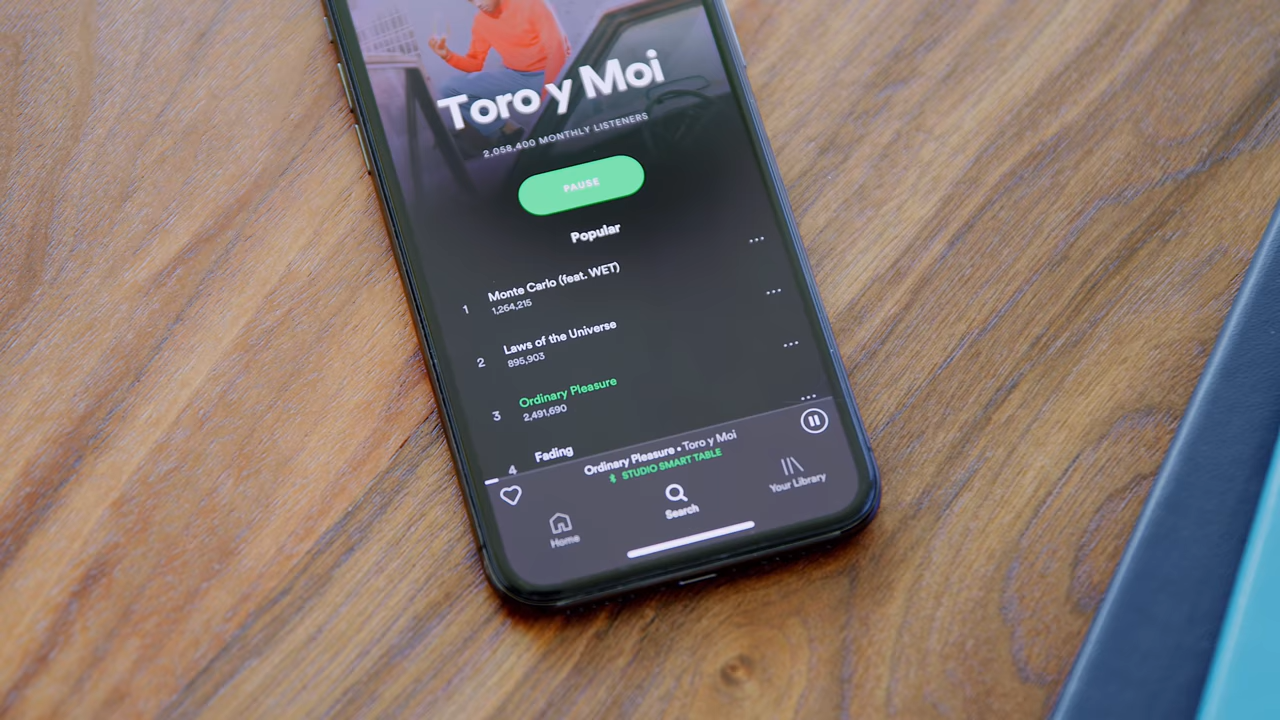 Toro y Moi
2,058,400 MONTHLY LISTENERS
PAUSE
Popular
1 Monte Carlo (feat. WET)
1,264,215
2 Laws of the Universe
895,903
3 Ordinary Pleasure
2,491,690
4 Fading
Ordinary Pleasure • Toro y Moi
STUDIO SMART TABLE
Home
Search
Your Library